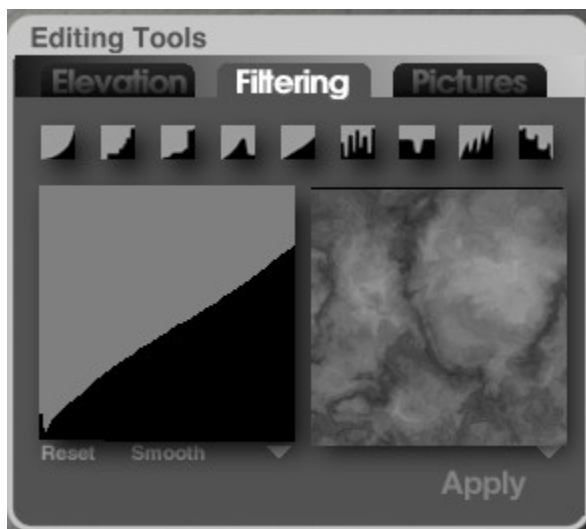 Editing Tools
Elevation Filtering Pictures
Reset Smooth
Apply